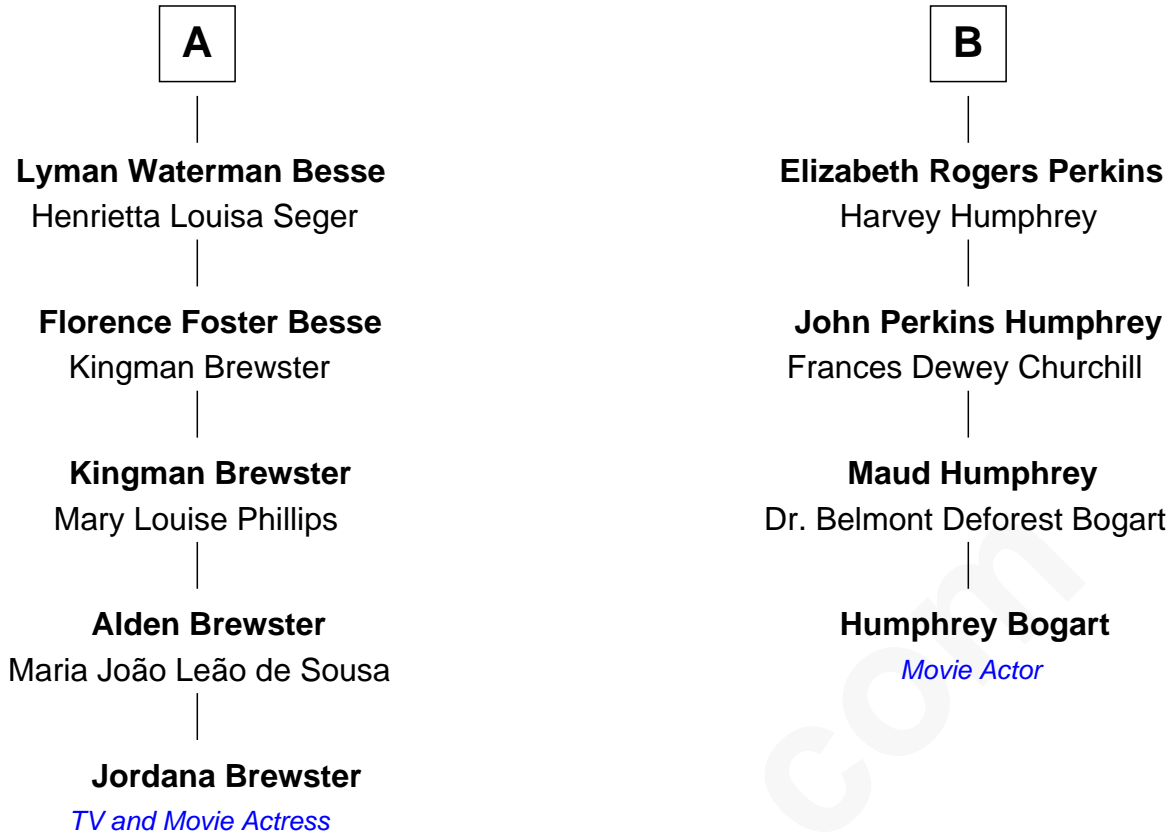 A
Lyman Waterman Besse
Henrietta Louisa Seger
Florence Foster Besse
Kingman Brewster
Kingman Brewster
Mary Louise Phillips
Alden Brewster
Maria João Leão de Sousa
Jordana Brewster
TV and Movie Actress
B
Elizabeth Rogers Perkins
Harvey Humphrey
John Perkins Humphrey
Frances Dewey Churchill
Maud Humphrey
Dr. Belmont Deforest Bogart
Humphrey Bogart
Movie Actor
com